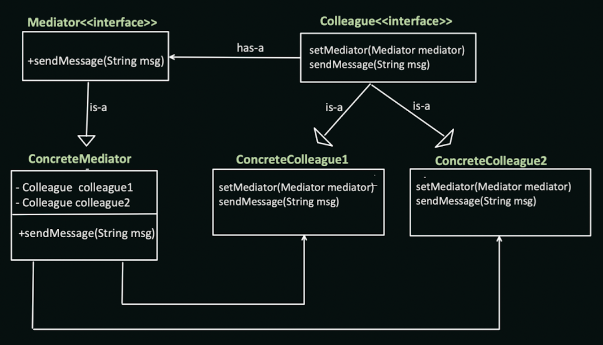 Mediator<<interface>>
+sendMessage(String msg)
Colleague<<interface>>
setMediator(Mediator mediator)
sendMessage(String msg)
has-a
is-a
is-a
is-a
ConcreteMediator
- Colleague colleague1
- Colleague colleague2
+sendMessage(String msg)
ConcreteColleague1
setMediator(Mediator mediator)
sendMessage(String msg)
ConcreteColleague2
setMediator(Mediator mediator)
sendMessage(String msg)